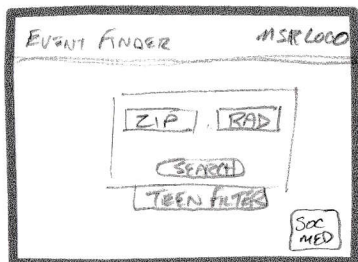 EVENT FINDER MSR LOGO
ZIP RAD
SEARCH
TEEN FILTER
SOC
MED